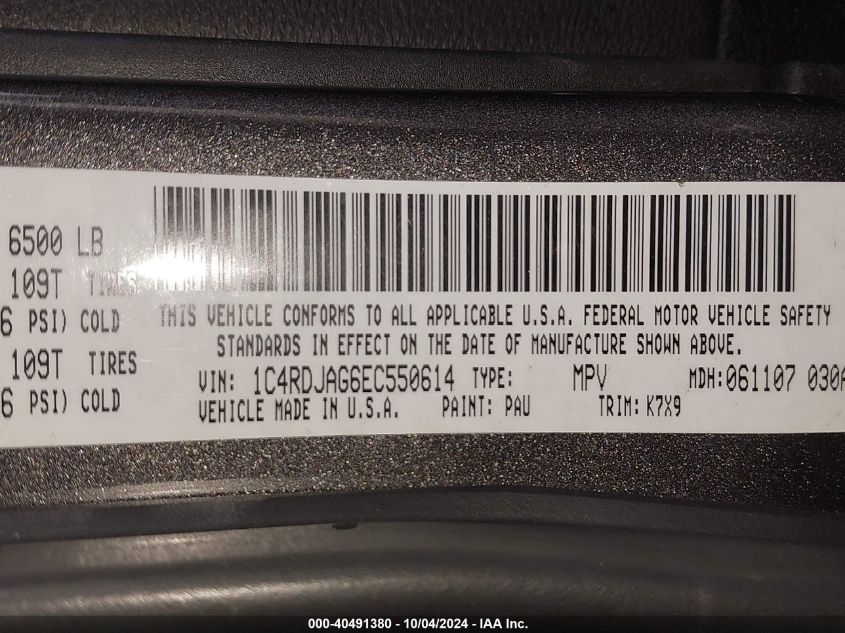 6500 LB
109T TIRES
6 PSI) COLD
109T TIRES
6 PSI) COLD
THIS VEHICLE CONFORMS TO ALL APPLICABLE U.S.A. FEDERAL MOTOR VEHICLE SAFETY
STANDARDS IN EFFECT ON THE DATE OF MANUFACTURE SHOWN ABOVE.
VIN: 1C4RDJAG6EC550614 TYPE: MPV MDH: 061107 030A
VEHICLE MADE IN U.S.A. PAINT: PAU TRIM: K7X9
000-40491380 - 10/04/2024 - IAA Inc.